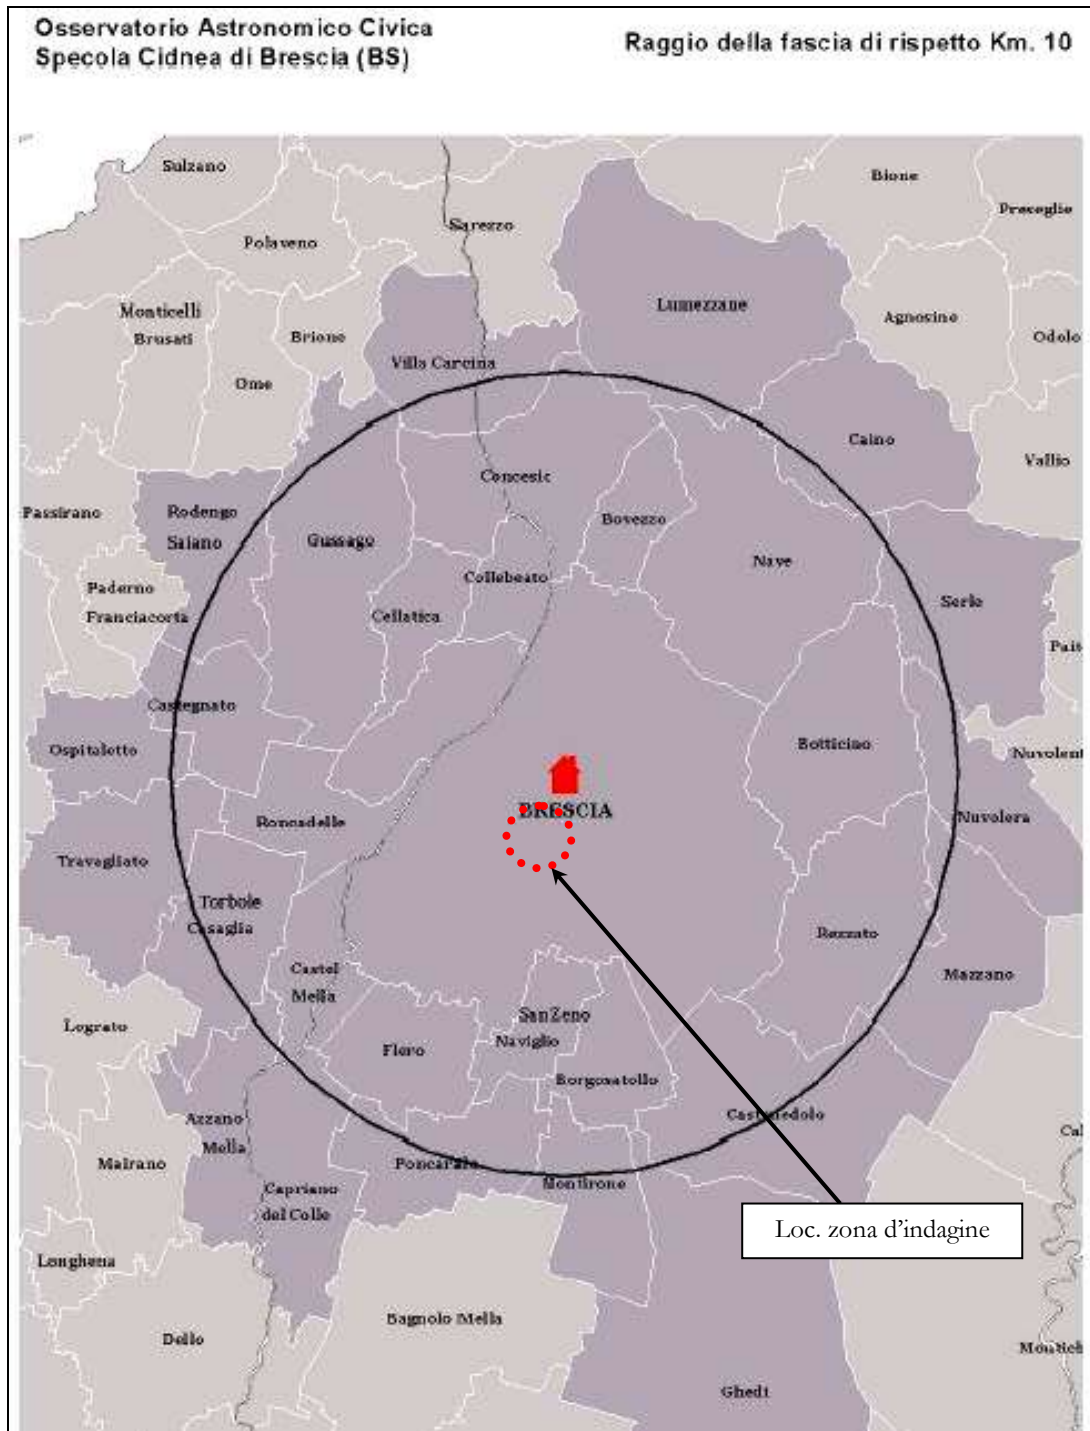 Osservatorio Astronomico Civica
Specola Cidnea di Brescia (BS)
Raggio della fascia di rispetto Km. 10
Sulzano
Bione
Preseglie
Sarezzo
Polaveno
Lumezzane
Monticelli
Brusati
Brione
Agnosine
Odolo
Villa Carcina
Ome
Caino
Vallio
Concesio
Passirano
Rodengo
Saiano
Gussago
Bovezzo
Nave
Collebeato
Paderno
Franciacorta
Cellatica
Serle
Pait
Castegnato
Ospitaletto
Botticino
Nuvolent
BRESCIA
Roncadelle
Nuvolera
Travagliato
Torbole
Casaglia
Rezzato
Castel
Mella
Mazzano
Lograto
SanZeno
Naviglio
Flero
Borgosatollo
Azzano
Mella
Castenedolo
Mairano
Poncarale
Montirone
Capriano
del Colle
Loc. zona d'indagine
Longhena
Bagnolo Mella
Dello
Montich
Ghedi